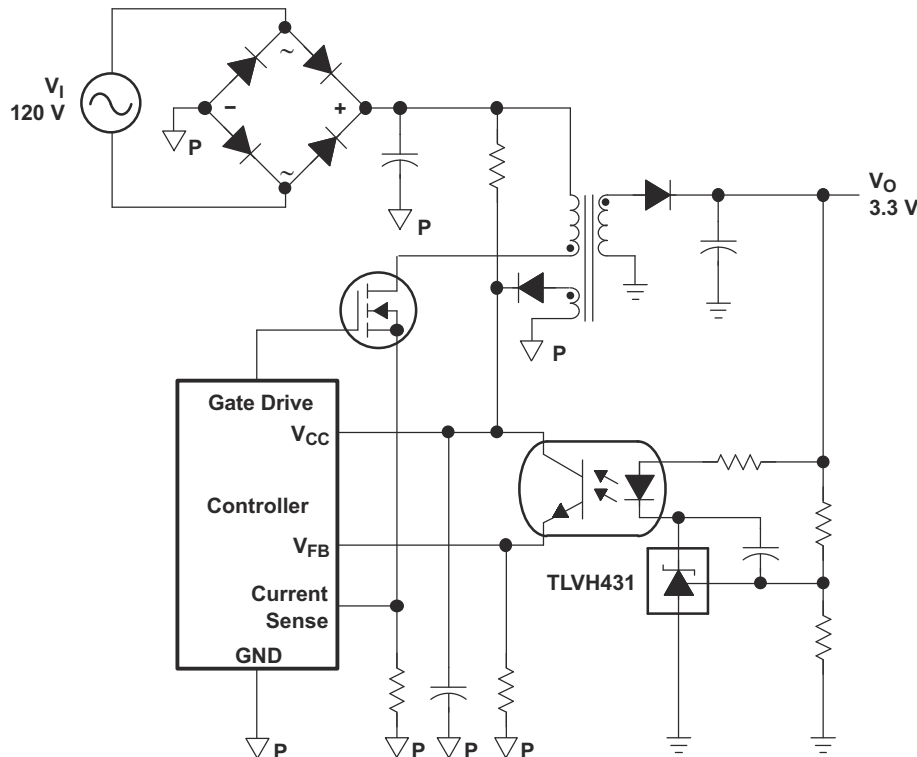 ~
V_I
120 V
−
+
P
~
P
V_O
3.3 V
P
Gate Drive
V_CC
Controller
V_FB
TLVH431
Current
Sense
GND
P
P
P
P